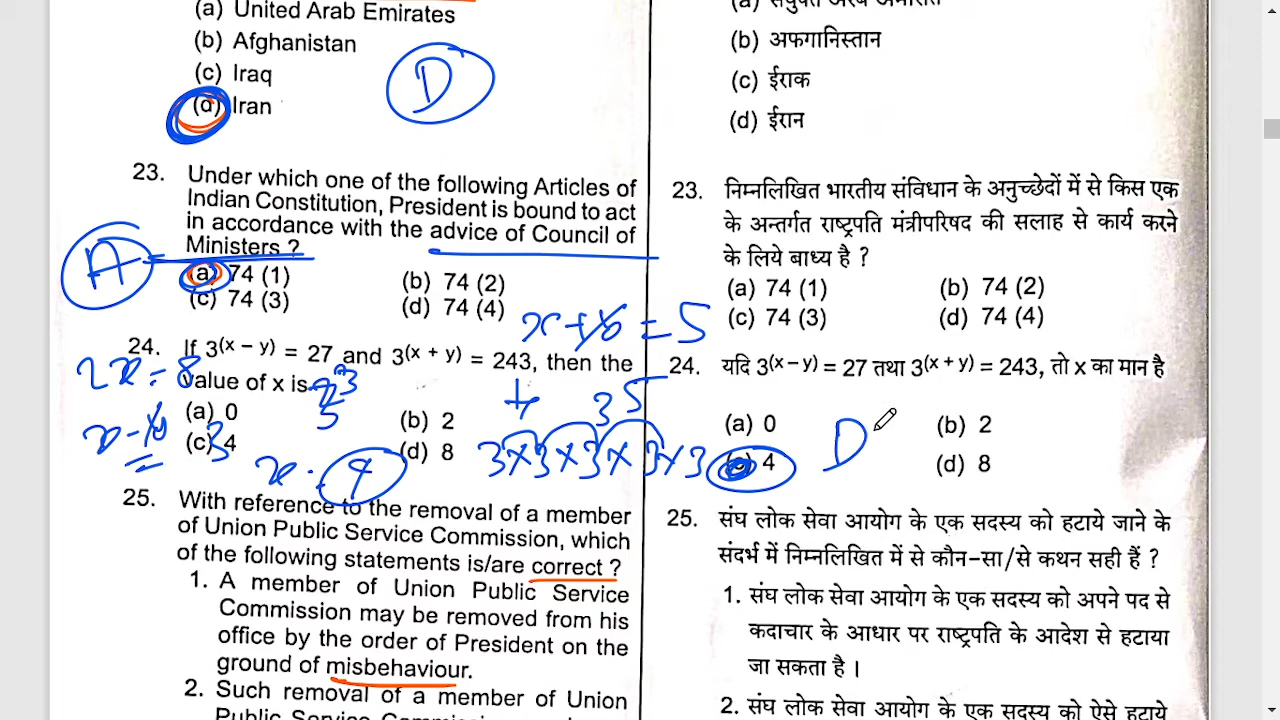 (a) United Arab Emirates
(b) Afghanistan
(c) Iraq
(d) Iran
D
23. Under which one of the following Articles of
Indian Constitution, President is bound to act
in accordance with the advice of Council of
Ministers ?
A
(a) 74 (1) (b) 74 (2)
(c) 74 (3) (d) 74 (4)
x+y=5
24. If 3^(x – y) = 27 and 3^(x + y) = 243, then the
value of x is
2x=8
(a) 0 (b) 2
(c) 4 (d) 8
3x3x3x3x3
25. With reference to the removal of a member
of Union Public Service Commission, which
of the following statements is/are correct ?
1. A member of Union Public Service
Commission may be removed from his
office by the order of President on the
ground of misbehaviour.
2. Such removal of a member of Union
(b) अफगानिस्तान
(c) ईराक
(d) ईरान
23. निम्नलिखित भारतीय संविधान के अनुच्छेदों में से किस एक
के अन्तर्गत राष्ट्रपति मंत्रीपरिषद की सलाह से कार्य करने
के लिये बाध्य है ?
(a) 74 (1) (b) 74 (2)
(c) 74 (3) (d) 74 (4)
24. यदि 3^(x – y) = 27 तथा 3^(x + y) = 243, तो x का मान है
(a) 0 (b) 2
D
4 (d) 8
25. संघ लोक सेवा आयोग के एक सदस्य को हटाये जाने के
संदर्भ में निम्नलिखित में से कौन-सा/से कथन सही हैं ?
1. संघ लोक सेवा आयोग के एक सदस्य को अपने पद से
कदाचार के आधार पर राष्ट्रपति के आदेश से हटाया
जा सकता है ।
2. संघ लोक सेवा आयोग के एक सदस्य को ऐसे हटाये